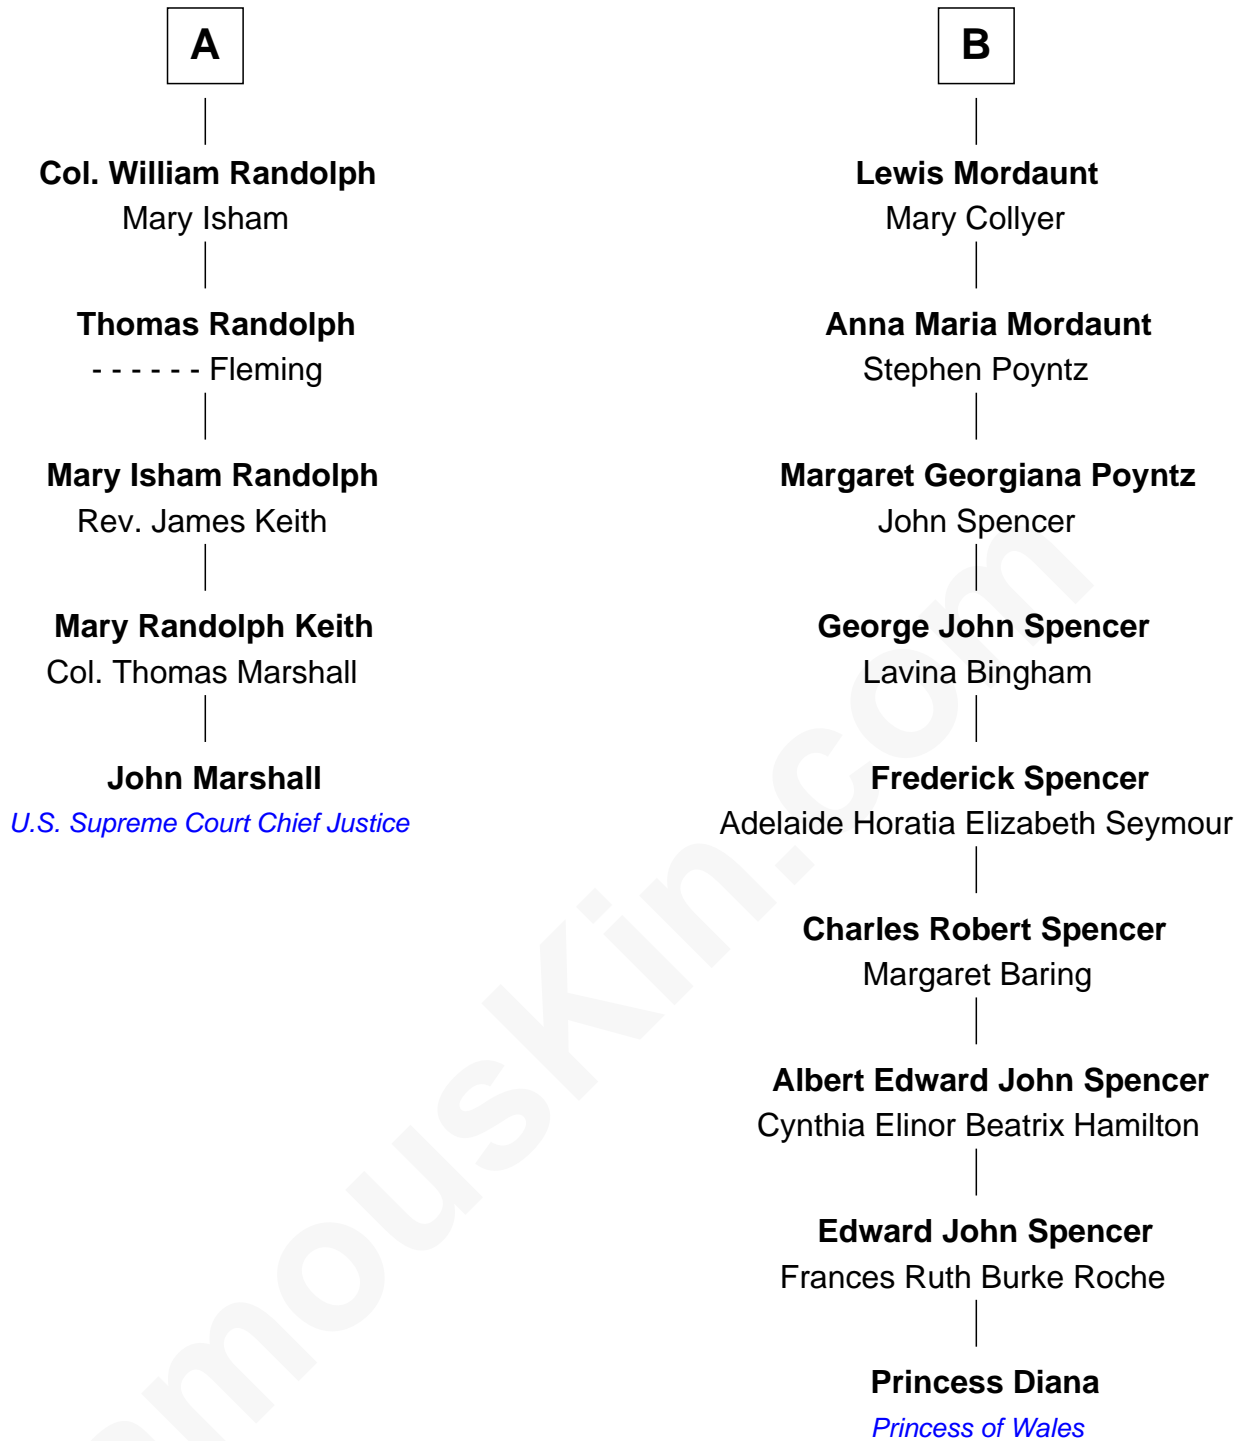 A
Col. William Randolph
Mary Isham
Thomas Randolph
- - - - - - Fleming
Mary Isham Randolph
Rev. James Keith
Mary Randolph Keith
Col. Thomas Marshall
John Marshall
U.S. Supreme Court Chief Justice
B
Lewis Mordaunt
Mary Collyer
Anna Maria Mordaunt
Stephen Poyntz
Margaret Georgiana Poyntz
John Spencer
George John Spencer
Lavina Bingham
Frederick Spencer
Adelaide Horatia Elizabeth Seymour
Charles Robert Spencer
Margaret Baring
Albert Edward John Spencer
Cynthia Elinor Beatrix Hamilton
Edward John Spencer
Frances Ruth Burke Roche
Princess Diana
Princess of Wales
amousKin.com